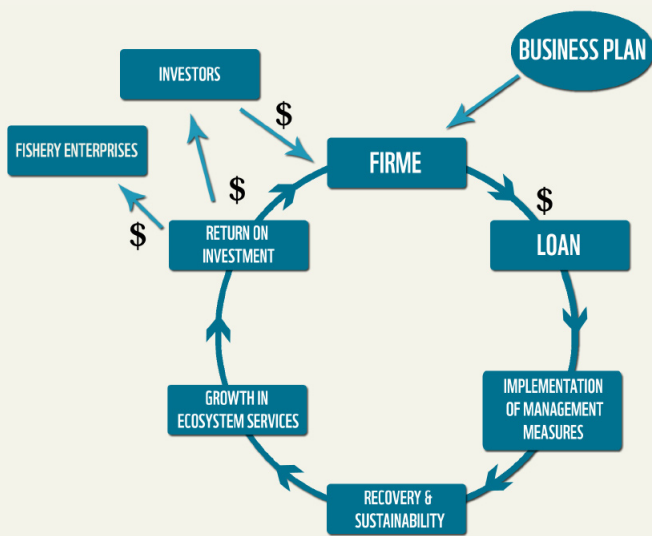 BUSINESS PLAN
INVESTORS
$
FISHERY ENTERPRISES
FIRME
$
$
$
RETURN ON
INVESTMENT
LOAN
GROWTH IN
ECOSYSTEM SERVICES
IMPLEMENTATION
OF MANAGEMENT
MEASURES
RECOVERY &
SUSTAINABILITY